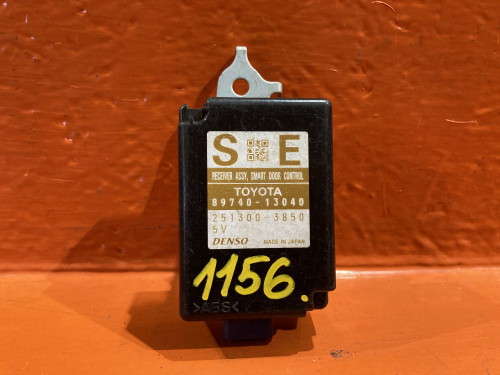 S E
RECEIVER ASSY, SMART DOOR CONTROL
TOYOTA
89740-13040
251300-3850
5V
DENSO MADE IN JAPAN
1156.
>ABS<